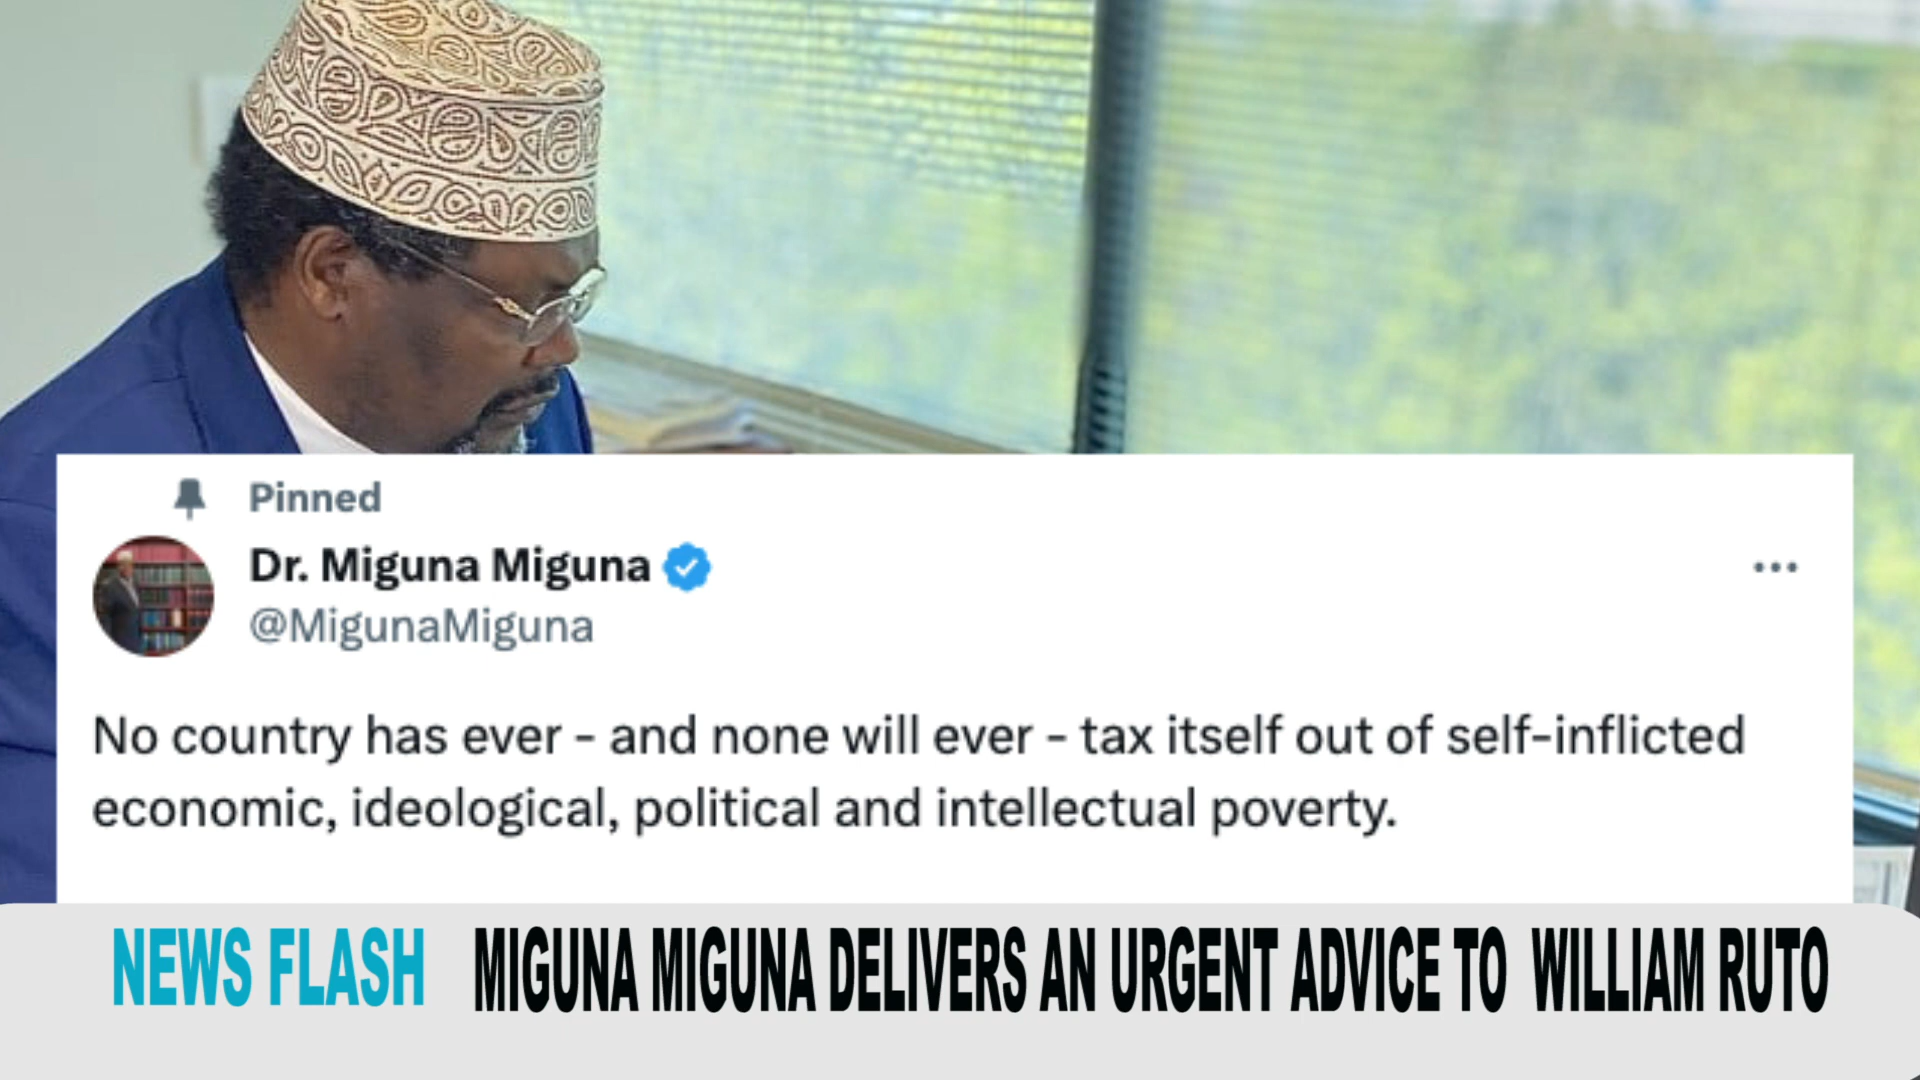 Pinned
Dr. Miguna Miguna
@MigunaMiguna
No country has ever - and none will ever - tax itself out of self-inflicted
economic, ideological, political and intellectual poverty.
NEWS FLASH MIGUNA MIGUNA DELIVERS AN URGENT ADVICE TO WILLIAM RUTO